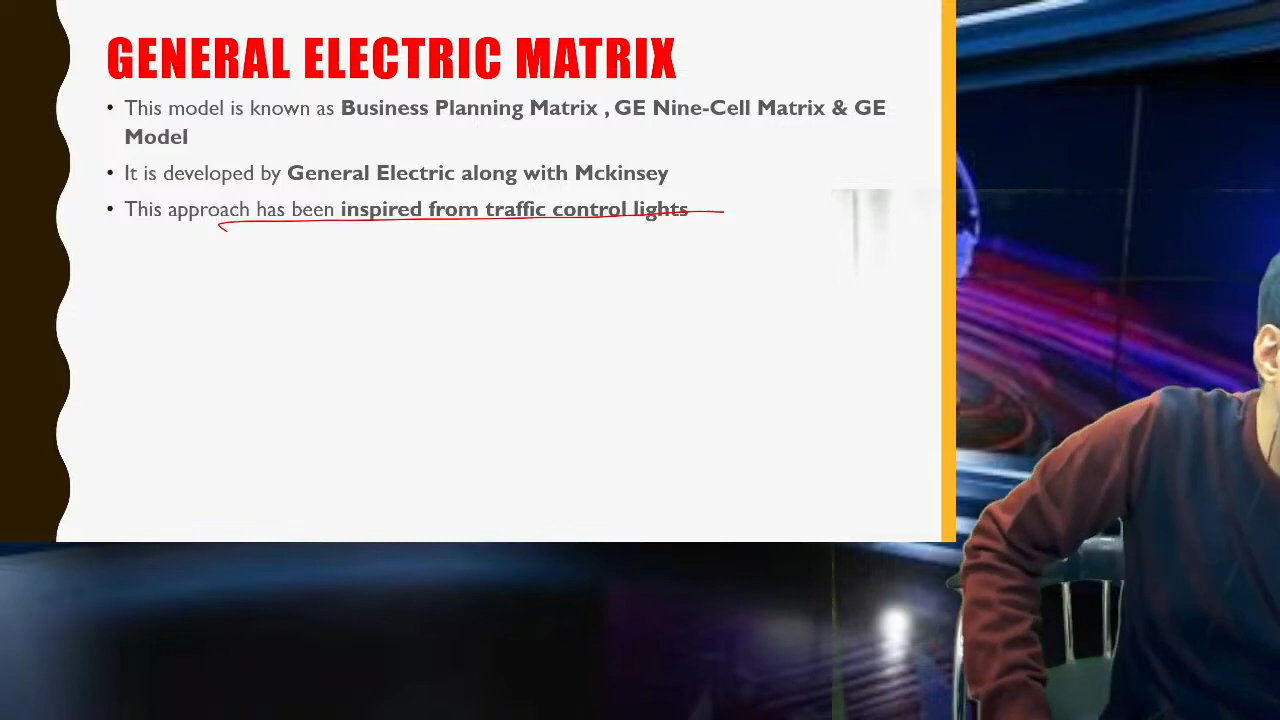 GENERAL ELECTRIC MATRIX
• This model is known as Business Planning Matrix , GE Nine-Cell Matrix & GE
Model
• It is developed by General Electric along with Mckinsey
• This approach has been inspired from traffic control lights